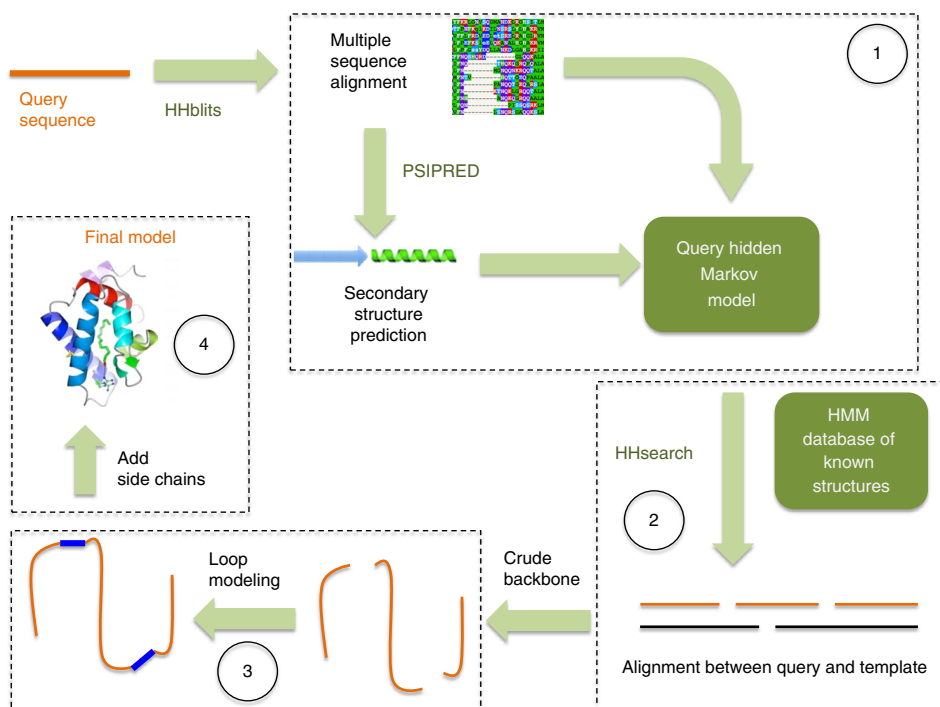 Query
sequence
HHblits
Multiple
sequence
alignment
1
PSIPRED
Secondary
structure
prediction
Query hidden
Markov
model
HHsearch
HMM
database of
known
structures
2
Alignment between query and template
Crude
backbone
Loop
modeling
3
Final model
4
Add
side chains